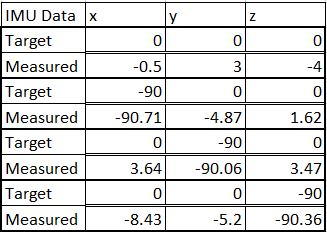 IMU Data x y z
Target 0 0 0
Measured -0.5 3 -4
Target -90 0 0
Measured -90.71 -4.87 1.62
Target 0 -90 0
Measured 3.64 -90.06 3.47
Target 0 0 -90
Measured -8.43 -5.2 -90.36